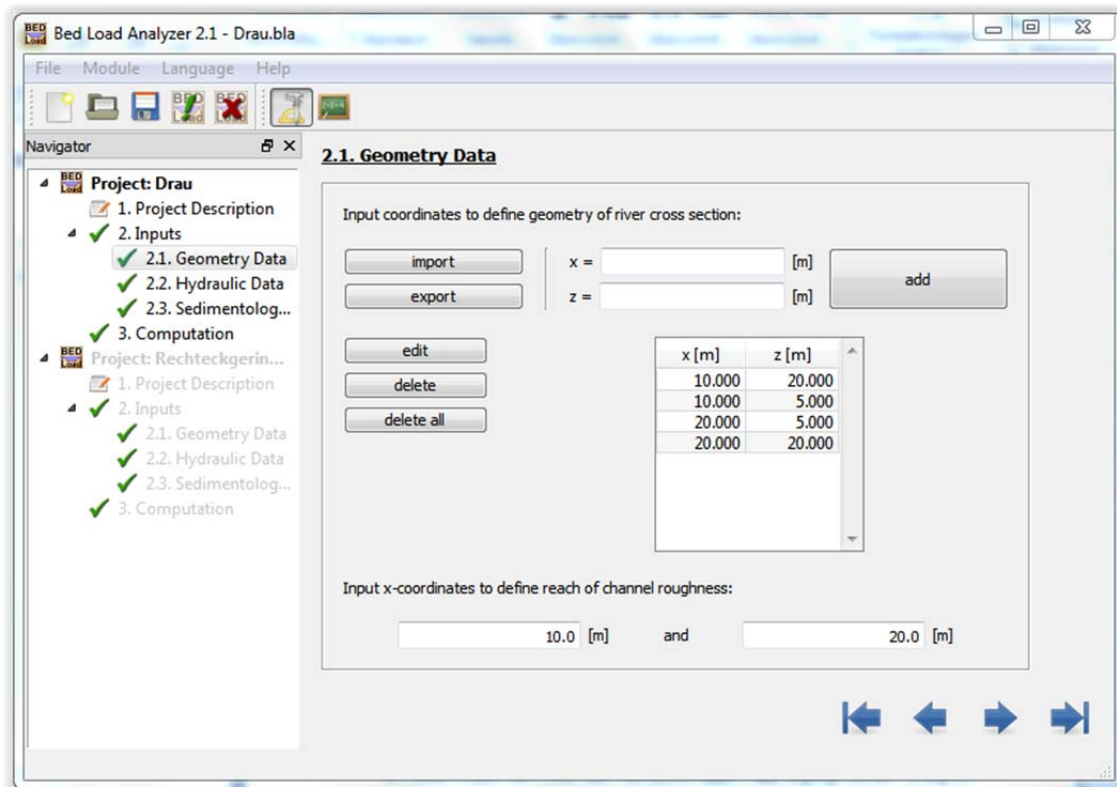 Bed Load Analyzer 2.1 - Drau.bla
File Module Language Help
Navigator
Project: Drau
1. Project Description
2. Inputs
2.1. Geometry Data
2.2. Hydraulic Data
2.3. Sedimentolog...
3. Computation
Project: Rechteckgerin...
1. Project Description
2. Inputs
2.1. Geometry Data
2.2. Hydraulic Data
2.3. Sedimentolog...
3. Computation
2.1. Geometry Data
Input coordinates to define geometry of river cross section:
import
export
x = [m]
z = [m]
add
edit
delete
delete all
x [m] z [m]
10.000 20.000
10.000 5.000
20.000 5.000
20.000 20.000
Input x-coordinates to define reach of channel roughness:
10.0 [m] and 20.0 [m]